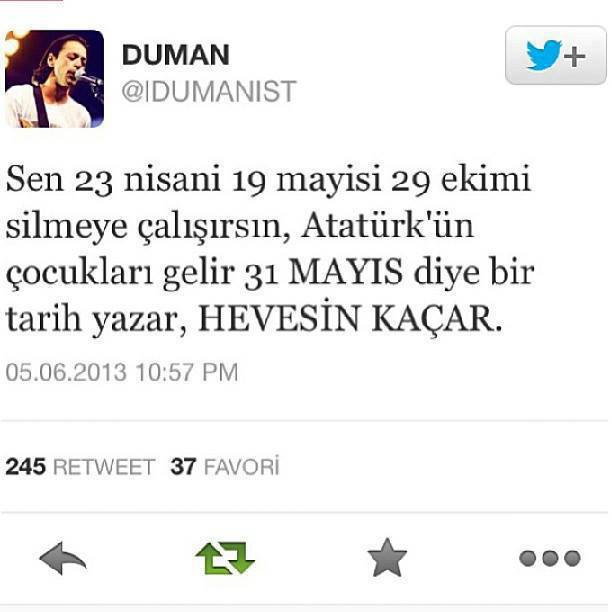 DUMAN
@IDUMANIST
Sen 23 nisani 19 mayisi 29 ekimi
silmeye çalışırsın, Atatürk'ün
çocukları gelir 31 MAYIS diye bir
tarih yazar, HEVESİN KAÇAR.
05.06.2013 10:57 PM
245 RETWEET 37 FAVORİ